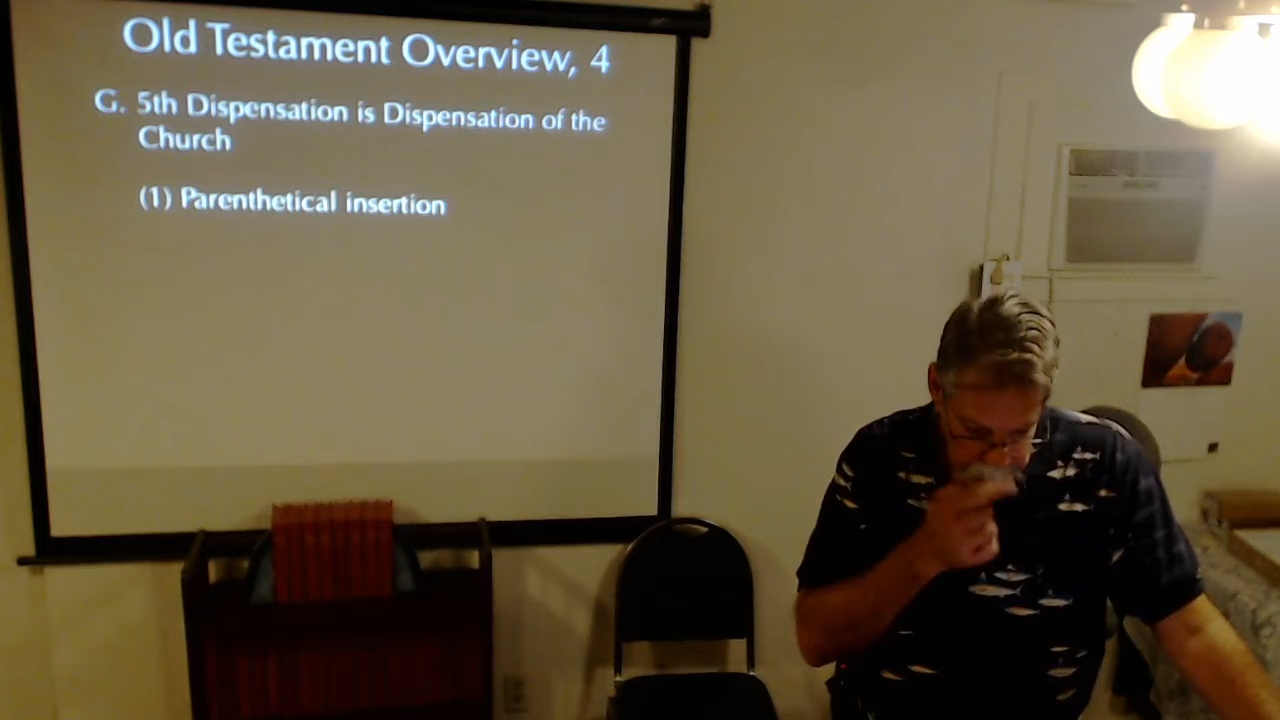 Old Testament Overview, 4
G. 5th Dispensation is Dispensation of the
Church
(1) Parenthetical insertion